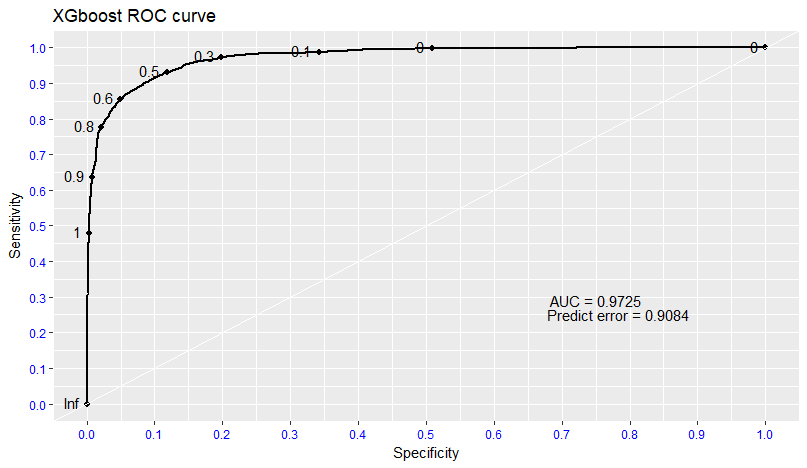 XGboost ROC curve
1.0
0.9
0.8
0.7
0.6
0.5
0.4
0.3
0.2
0.1
0.0
Sensitivity
0
0
0.1
0.3
0.5
0.6
0.8
0.9
1
Inf
AUC = 0.9725
Predict error = 0.9084
0.0 0.1 0.2 0.3 0.4 0.5 0.6 0.7 0.8 0.9 1.0
Specificity